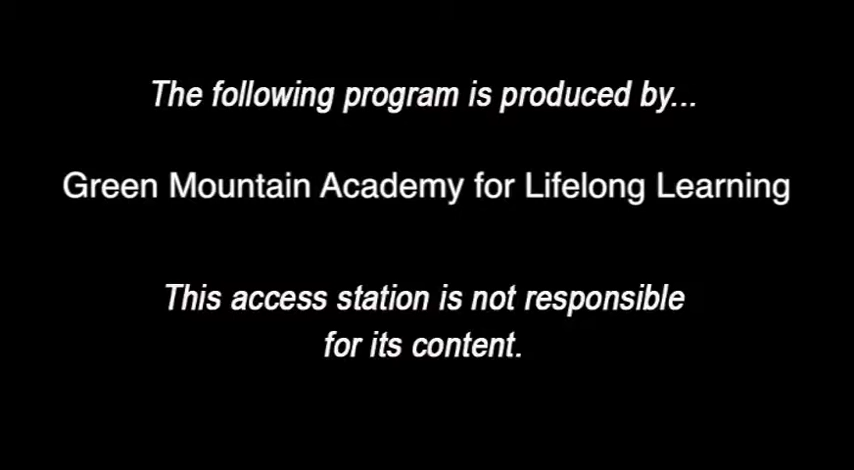 The following program is produced by...
Green Mountain Academy for Lifelong Learning
This access station is not responsible
for its content.